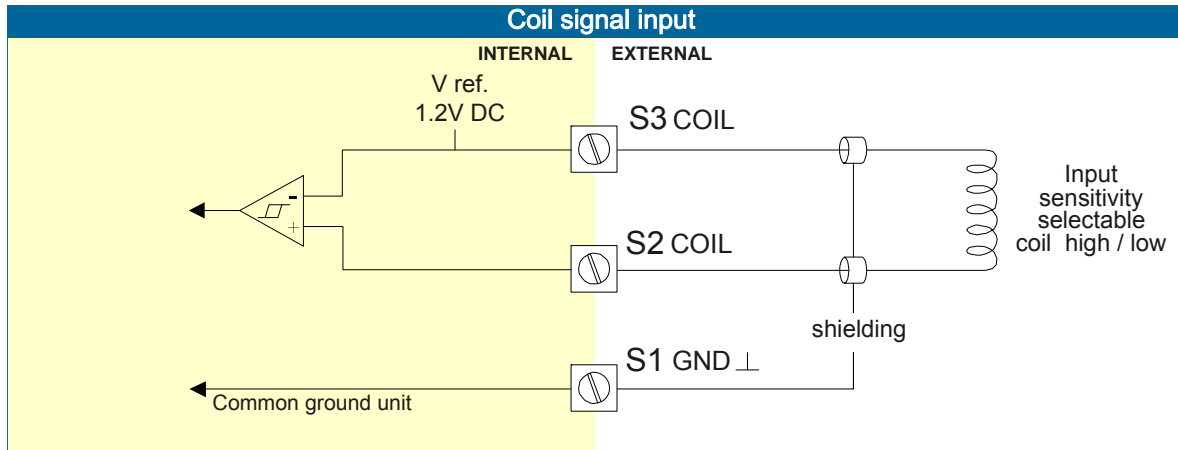 Coil signal input
INTERNAL
EXTERNAL
V ref.
1.2V DC
S3 COIL
-
+
S2 COIL
Input
sensitivity
selectable
coil high / low
shielding
S1 GND ⊥
Common ground unit